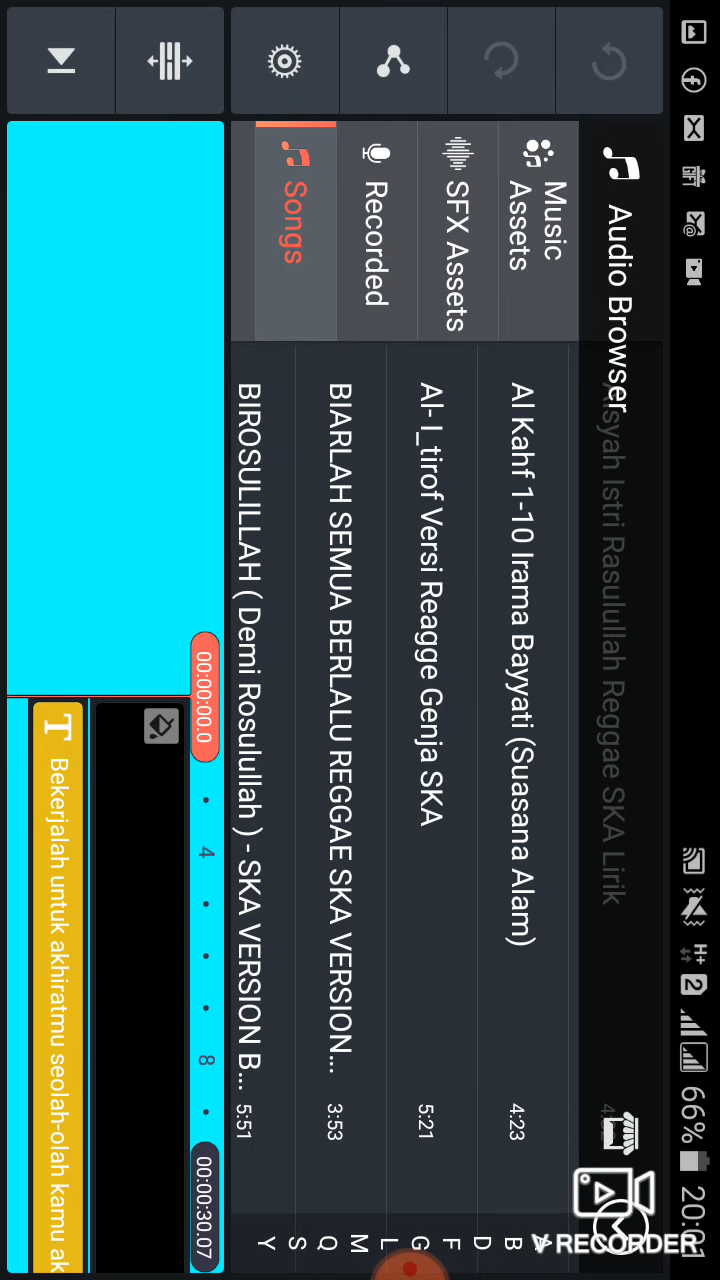 66%
20:01
H+
2
GIFT
Audio Browser
Aisyah Istri Rasulullah Reggae SKA Lirik
V RECORDER
Music
Assets
SFX Assets
Recorded
Songs
Al Kahf 1-10 Irama Bayyati (Suasana Alam)
4:23
Al- I_tirof Versi Reagge Genja SKA
5:21
BIARLAH SEMUA BERLALU REGGAE SKA VERSION...
3:53
BIROSULILLAH ( Demi Rosulullah ) - SKA VERSION B...
5:51
A
B
D
F
G
L
M
Q
S
Y
00:00:00.0
4
8
00:00:30.07
T Bekerjalah untuk akhiratmu seolah-olah kamu ak